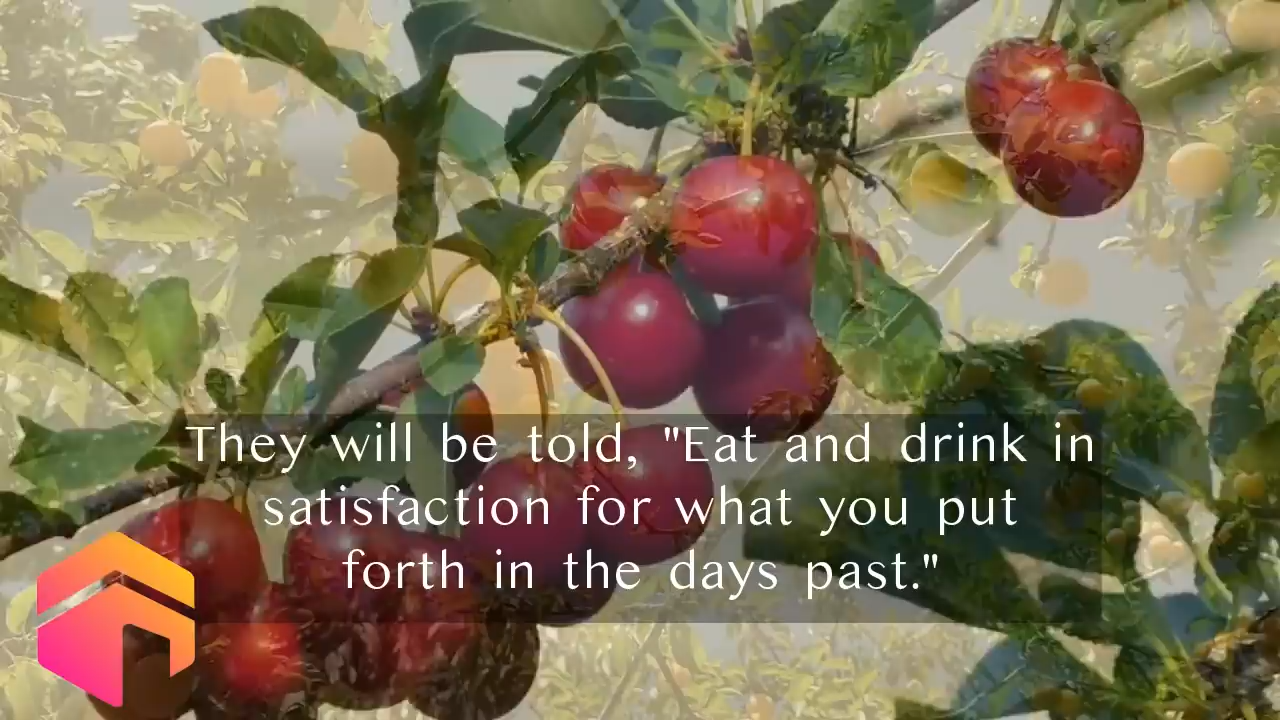 They will be told, "Eat and drink in
satisfaction for what you put
forth in the days past."